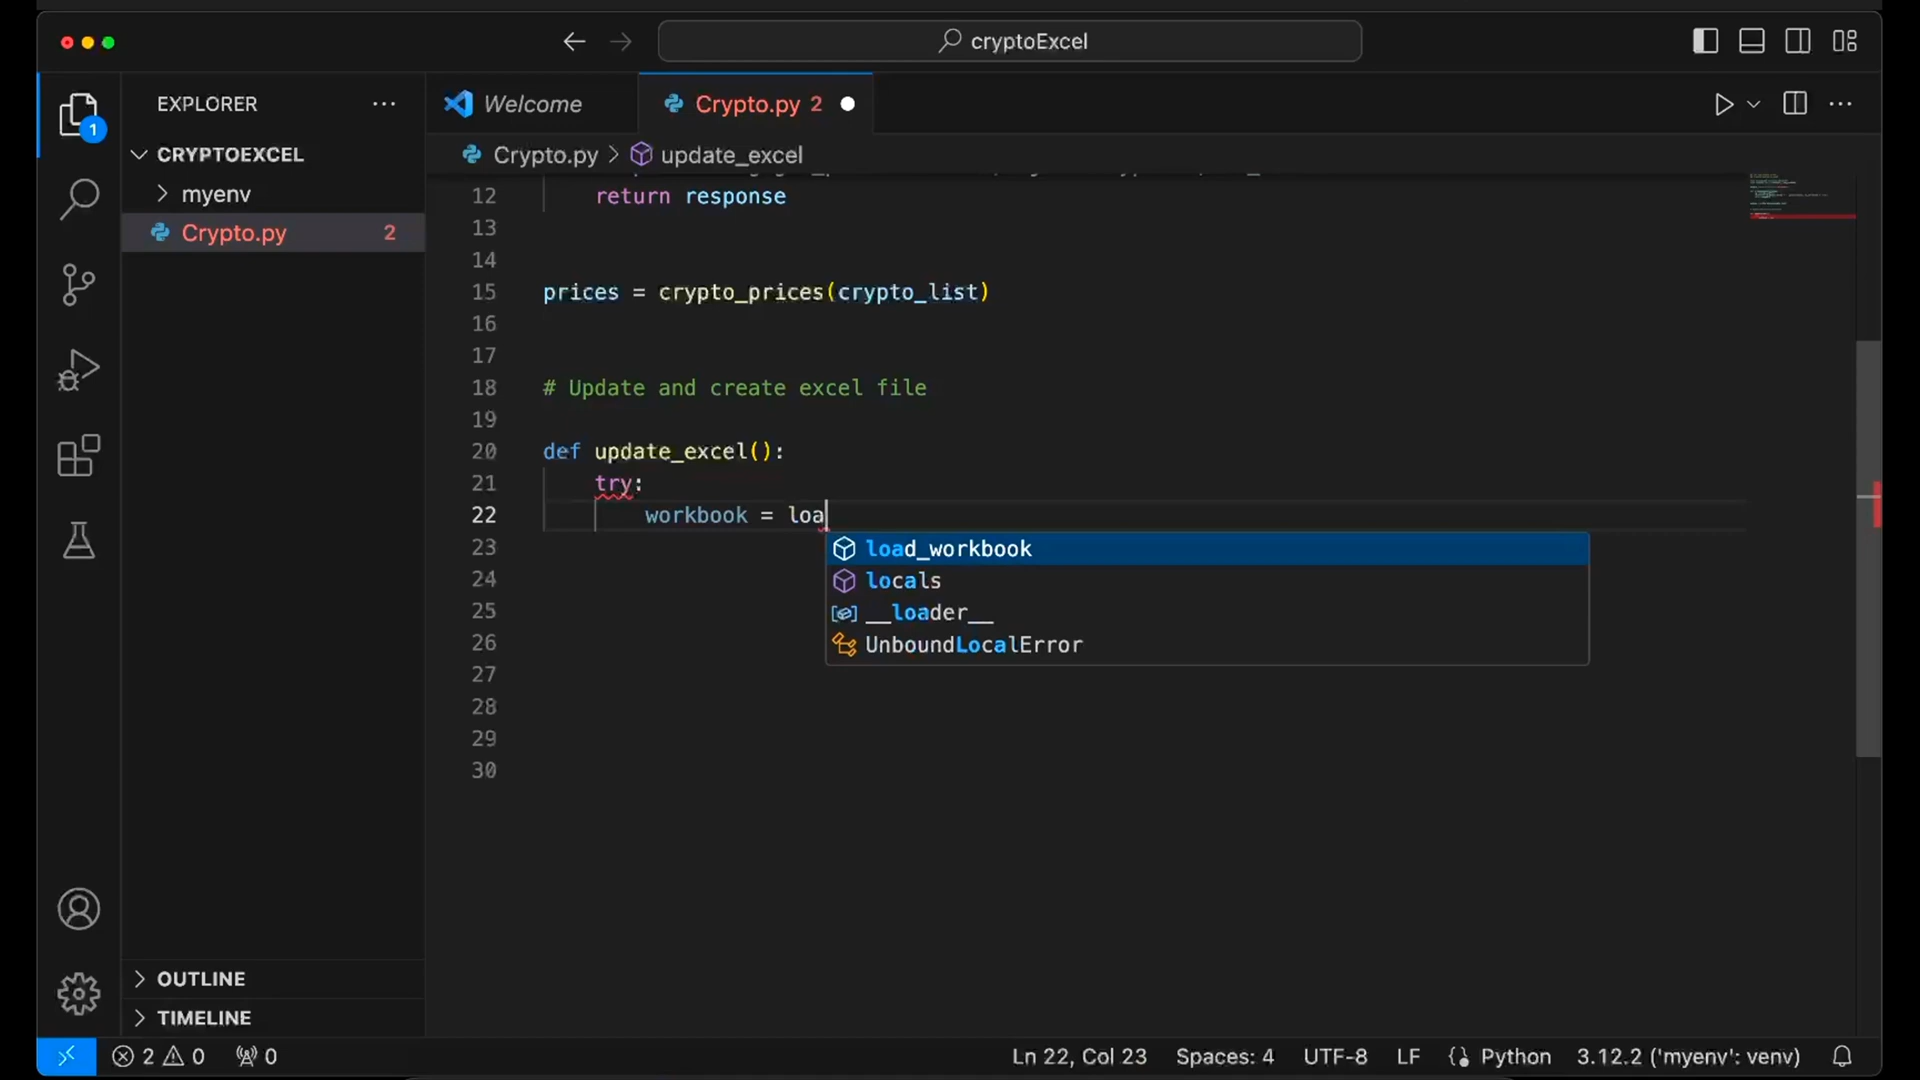 cryptoExcel
EXPLORER
Welcome
Crypto.py 2
CRYPTOEXCEL
Crypto.py > update_excel
myenv
Crypto.py 2
1
12 return response
13
14
15 prices = crypto_prices(crypto_list)
16
17
18 # Update and create excel file
19
20 def update_excel():
21 try:
22 workbook = loa
23 load_workbook
24 locals
25 __loader__
26 UnboundLocalError
27
28
29
30
OUTLINE
TIMELINE
2 0 0 Ln 22, Col 23 Spaces: 4 UTF-8 LF Python 3.12.2 ('myenv': venv)